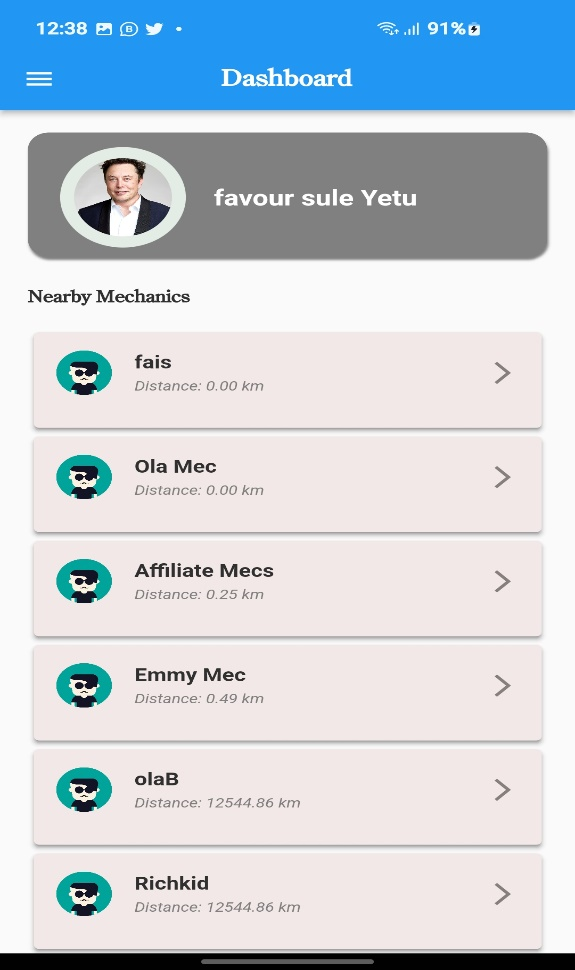 12:38
91%
Dashboard
favour sule Yetu
Nearby Mechanics
fais
Distance: 0.00 km
Ola Mec
Distance: 0.00 km
Affiliate Mecs
Distance: 0.25 km
Emmy Mec
Distance: 0.49 km
olaB
Distance: 12544.86 km
Richkid
Distance: 12544.86 km